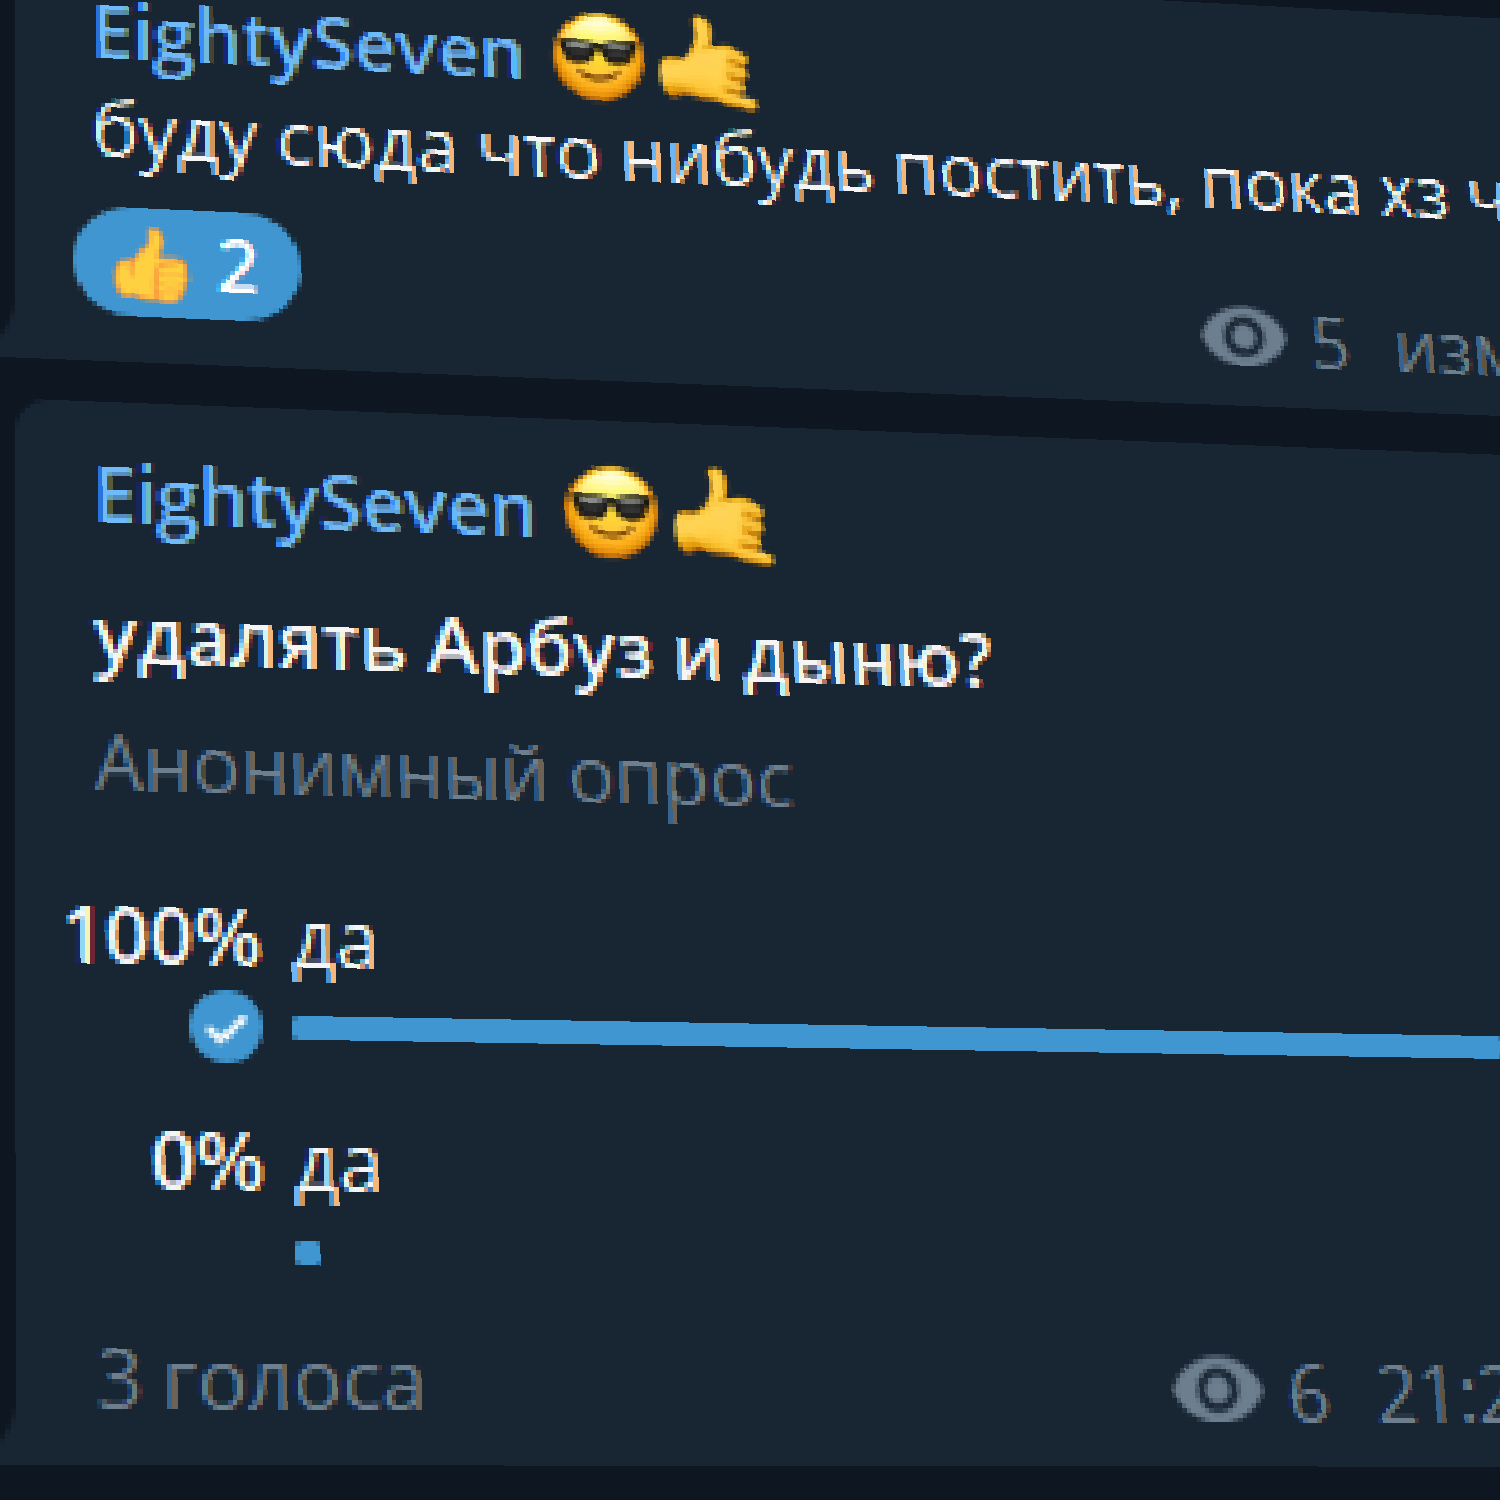 EightySeven 😎🤙
буду сюда что нибудь постить, пока хз
👍 2
5 изм
EightySeven 😎🤙
удалять Арбуз и дыню?
Анонимный опрос
100% да
0% да
3 голоса
6 21:2